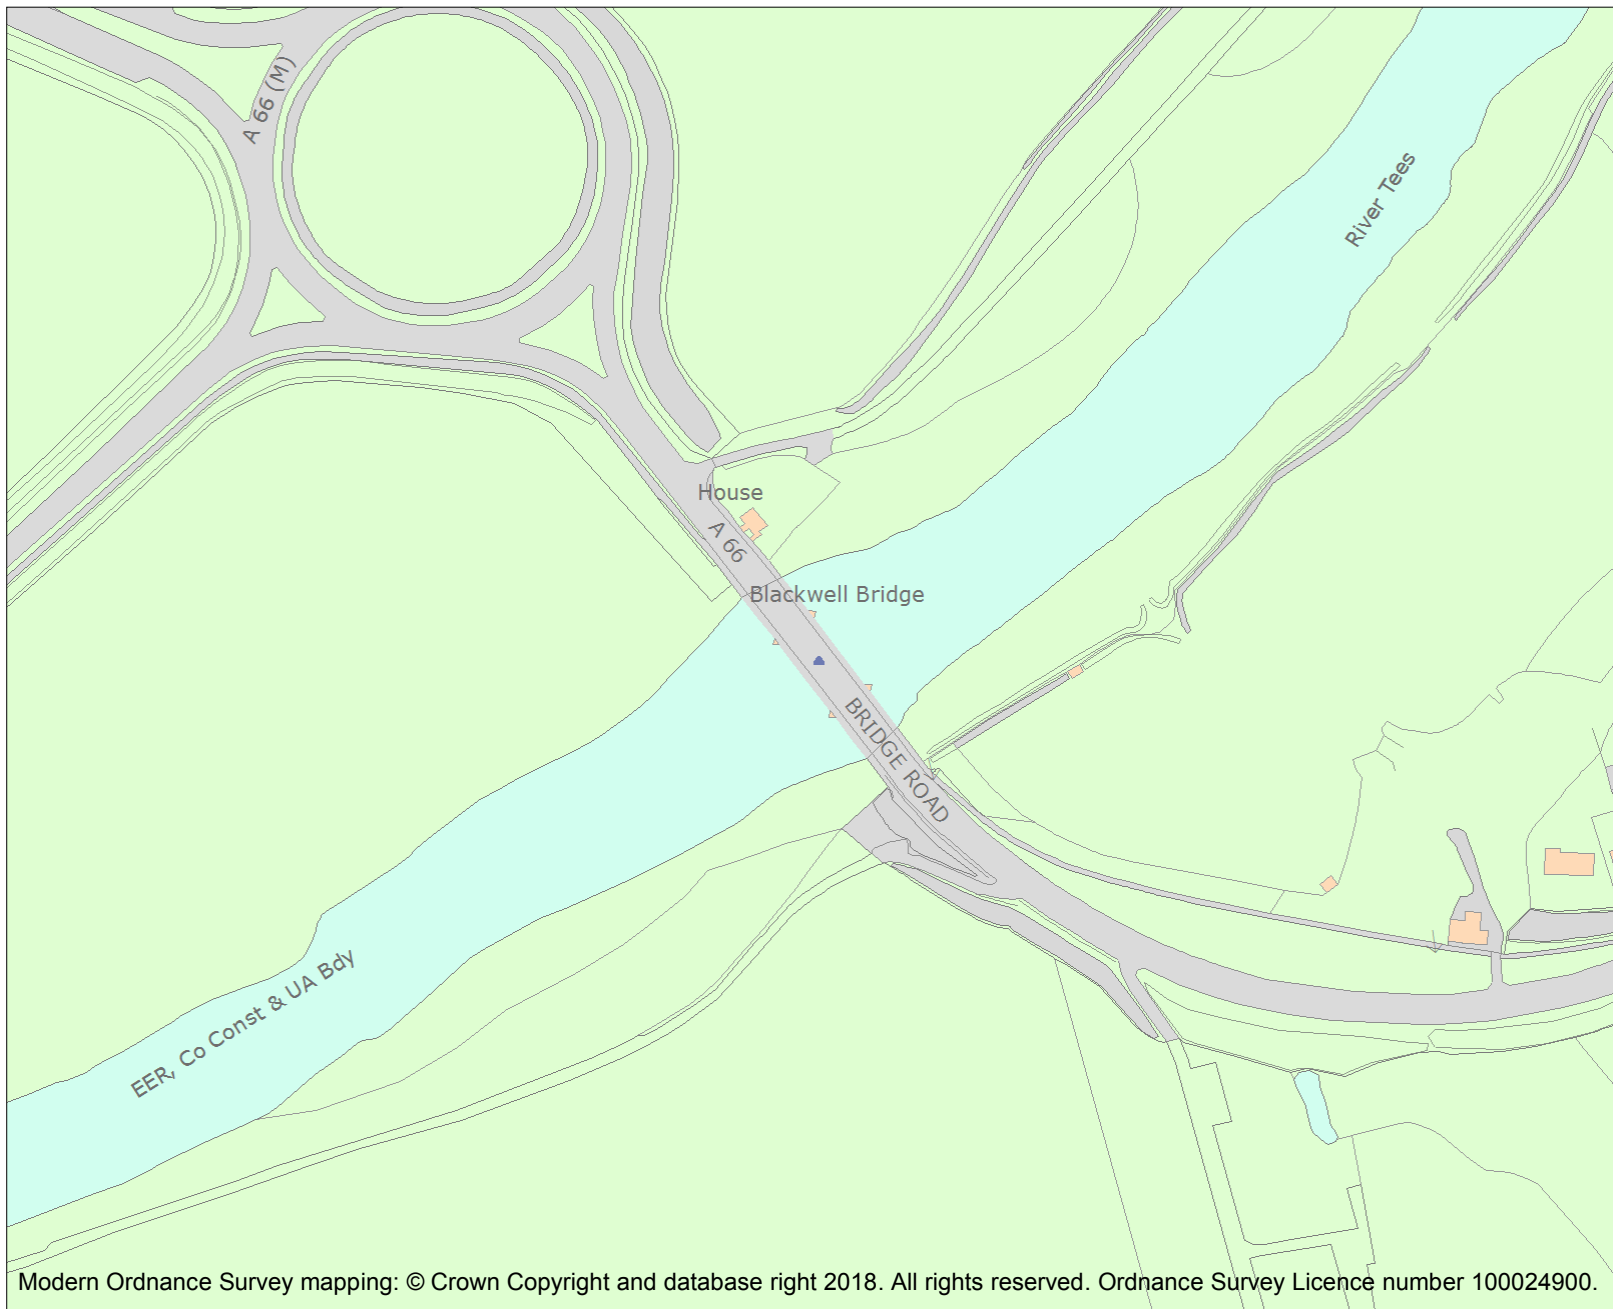 A 66 (M)
River Tees
House
A 66
Blackwell Bridge
BRIDGE ROAD
EER, Co Const & UA Bdy
Modern Ordnance Survey mapping: © Crown Copyright and database right 2018. All rights reserved. Ordnance Survey Licence number 100024900.